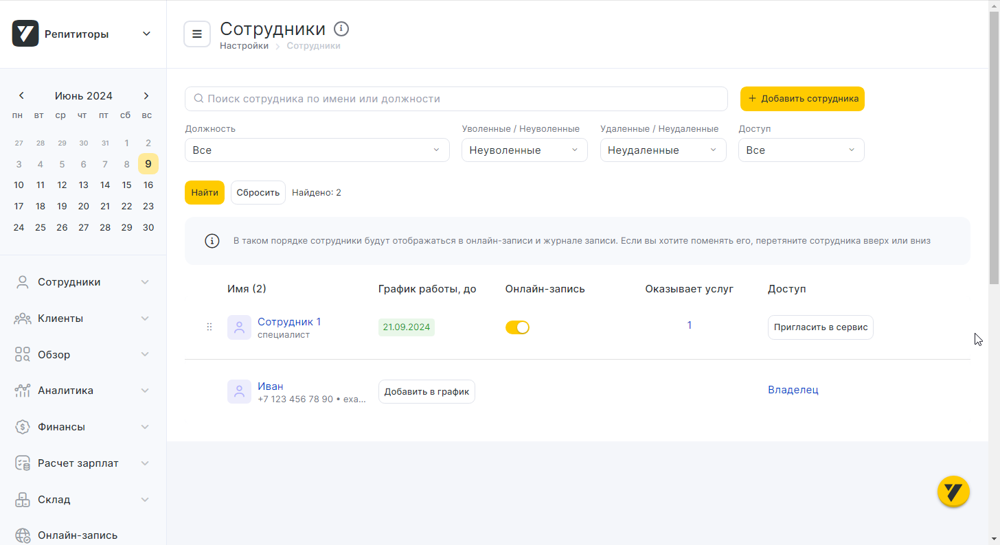 Репититоры
Июнь 2024
пн вт ср чт пт сб вс
27 28 29 30 31 1 2
3 4 5 6 7 8 9
10 11 12 13 14 15 16
17 18 19 20 21 22 23
24 25 26 27 28 29 30
Сотрудники
Клиенты
Обзор
Аналитика
Финансы
Расчет зарплат
Склад
Онлайн-запись
Сотрудники
Настройки > Сотрудники
Поиск сотрудника по имени или должности
+ Добавить сотрудника
Должность Уволенные / Неуволенные Удаленные / Неудаленные Доступ
Все Неуволенные Неудаленные Все
Найти Сбросить Найдено: 2
В таком порядке сотрудники будут отображаться в онлайн-записи и журнале записи. Если вы хотите поменять его, перетяните сотрудника вверх или вниз
Имя (2) График работы, до Онлайн-запись Оказывает услуг Доступ
Сотрудник 1 21.09.2024 1 Пригласить в сервис
специалист
Иван Добавить в график Владелец
+7 123 456 78 90 • exa...